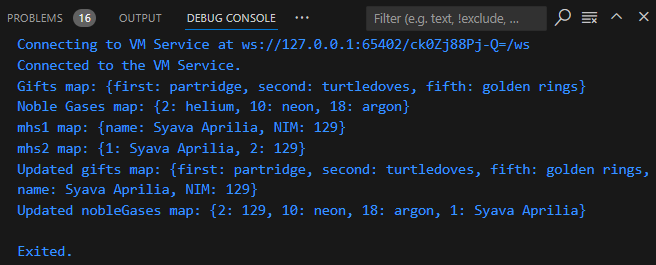 PROBLEMS 16 OUTPUT DEBUG CONSOLE Filter (e.g. text, !exclude, ...
Connecting to VM Service at ws://127.0.0.1:65402/ck0Zj88Pj-Q=/ws
Connected to the VM Service.
Gifts map: {first: partridge, second: turtledoves, fifth: golden rings}
Noble Gases map: {2: helium, 10: neon, 18: argon}
mhs1 map: {name: Syava Aprilia, NIM: 129}
mhs2 map: {1: Syava Aprilia, 2: 129}
Updated gifts map: {first: partridge, second: turtledoves, fifth: golden rings,
name: Syava Aprilia, NIM: 129}
Updated nobleGases map: {2: 129, 10: neon, 18: argon, 1: Syava Aprilia}
Exited.